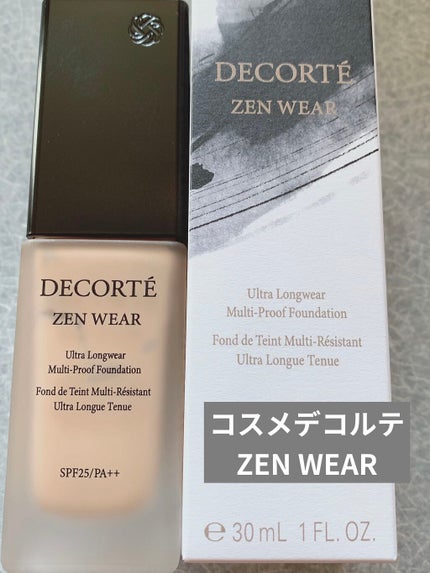 DECORTÉ
ZEN WEAR
Ultra Longwear
Multi-Proof Foundation
Fond de Teint Multi-Résistant
Ultra Longue Tenue
SPF25/PA++
DECORTÉ
ZEN WEAR
Ultra Longwear
Multi-Proof Foundation
Fond de Teint Multi-Résistant
Ultra Longue Tenue
コスメデコルテ
ZEN WEAR
℮ 30 mL 1 FL. OZ.